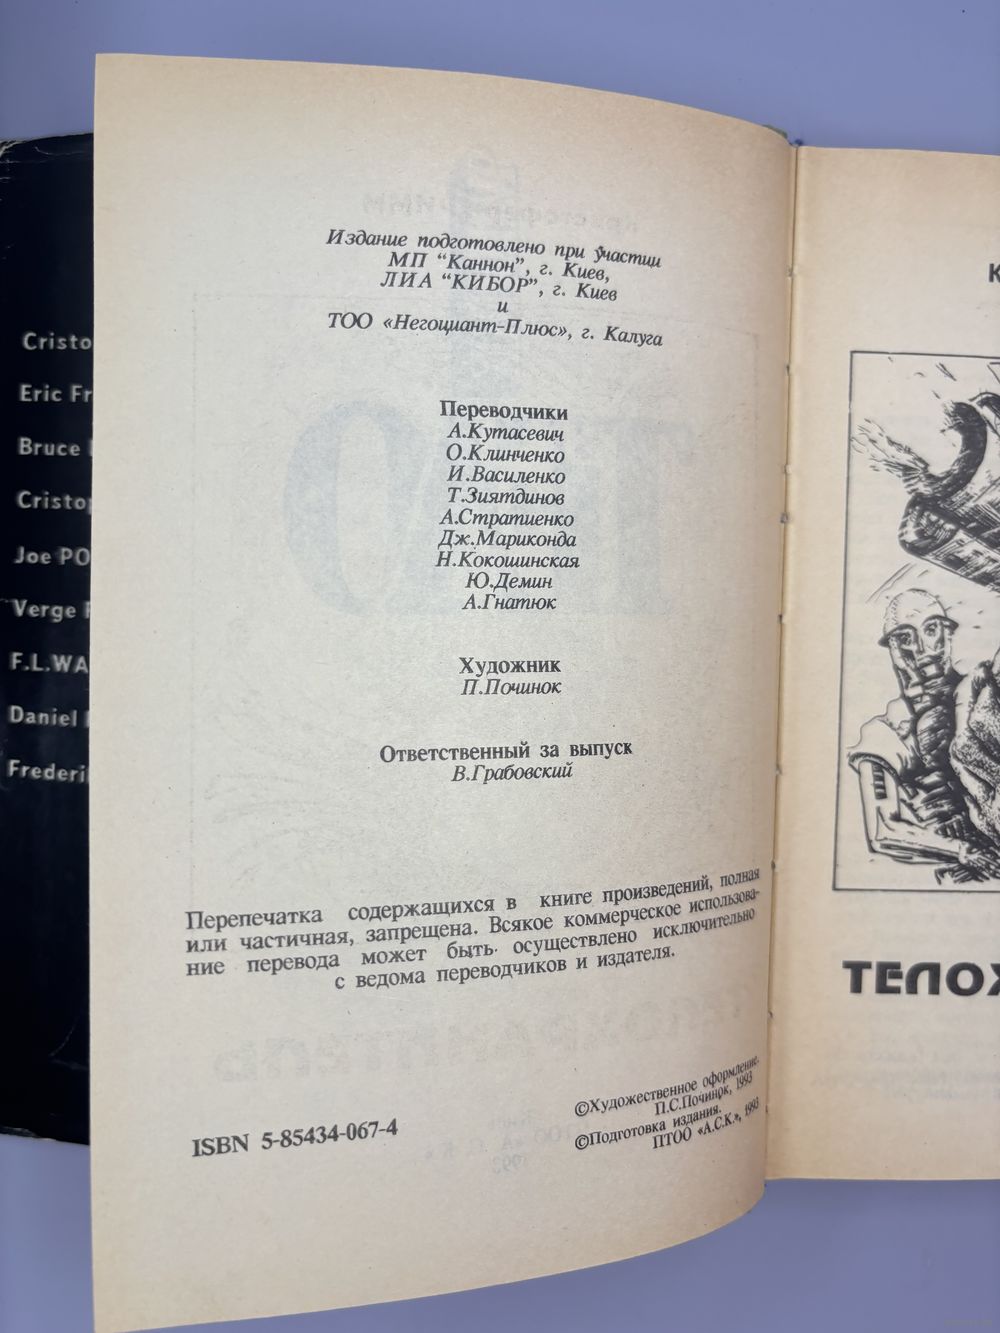 Cristo
Eric Fr
Bruce
Cristo
Joe PO
Verge
F.L.WA
Daniel
Frederi
Издание подготовлено при участии
МП “Каннон”, г. Киев,
ЛИА “КИБОР”, г. Киев
и
ТОО «Негоциант-Плюс», г. Калуга
Переводчики
А.Кутасевич
О.Клинченко
И.Василенко
Т.Зиятдинов
А.Стратиенко
Дж.Мариконда
Н.Кокошинская
Ю.Демин
А.Гнатюк
Художник
П.Починок
Ответственный за выпуск
В.Грабовский
Перепечатка содержащихся в книге произведений, полная
или частичная, запрещена. Всякое коммерческое использова-
ние перевода может быть осуществлено исключительно
с ведома переводчиков и издателя.
©Художественное оформление.
П.С.Починок, 1993
©Подготовка издания.
ПТОО «А.С.К.», 1993
ISBN 5-85434-067-4
К
ТЕЛОХ